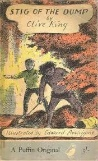 STIG OF THE DUMP
by
Clive King
Illustrated by Edward Ardizzone
A Puffin Original